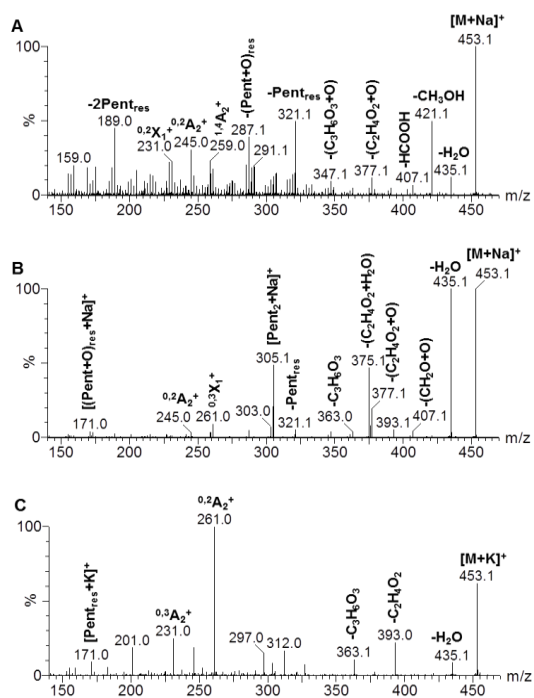 A
[M+Na]⁺
453.1
100
%
0
-2Pent_res
189.0
159.0
⁰,²X₁⁺
231.0
⁰,²A₂⁺
245.0
¹,⁴A₂⁺
259.0
-(Pent+O)_res
287.1
291.1
-Pent_res
321.1
-(C₃H₆O₃+O)
347.1
-(C₂H₄O₂+O)
377.1
-HCOOH
407.1
-CH₃OH
421.1
-H₂O
435.1
150 200 250 300 350 400 450 m/z
B
[M+Na]⁺
453.1
100
%
0
[(Pent+O)_res+Na]⁺
171.0
⁰,²A₂⁺
245.0
⁰,³X₁⁺
261.0
303.0
[Pent₂+Na]⁺
305.1
-Pent_res
321.1
-C₃H₆O₃
363.0
-(C₂H₄O₂+H₂O)
375.1
-(C₂H₄O₂+O)
377.1
393.1
-(CH₂O+O)
407.1
-H₂O
435.1
150 200 250 300 350 400 450 m/z
C
100
%
0
[Pent_res+K]⁺
171.0
201.0
⁰,³A₂⁺
231.0
⁰,²A₂⁺
261.0
297.0
312.0
-C₃H₆O₃
363.1
-C₂H₄O₂
393.0
-H₂O
435.1
[M+K]⁺
453.1
150 200 250 300 350 400 450 m/z